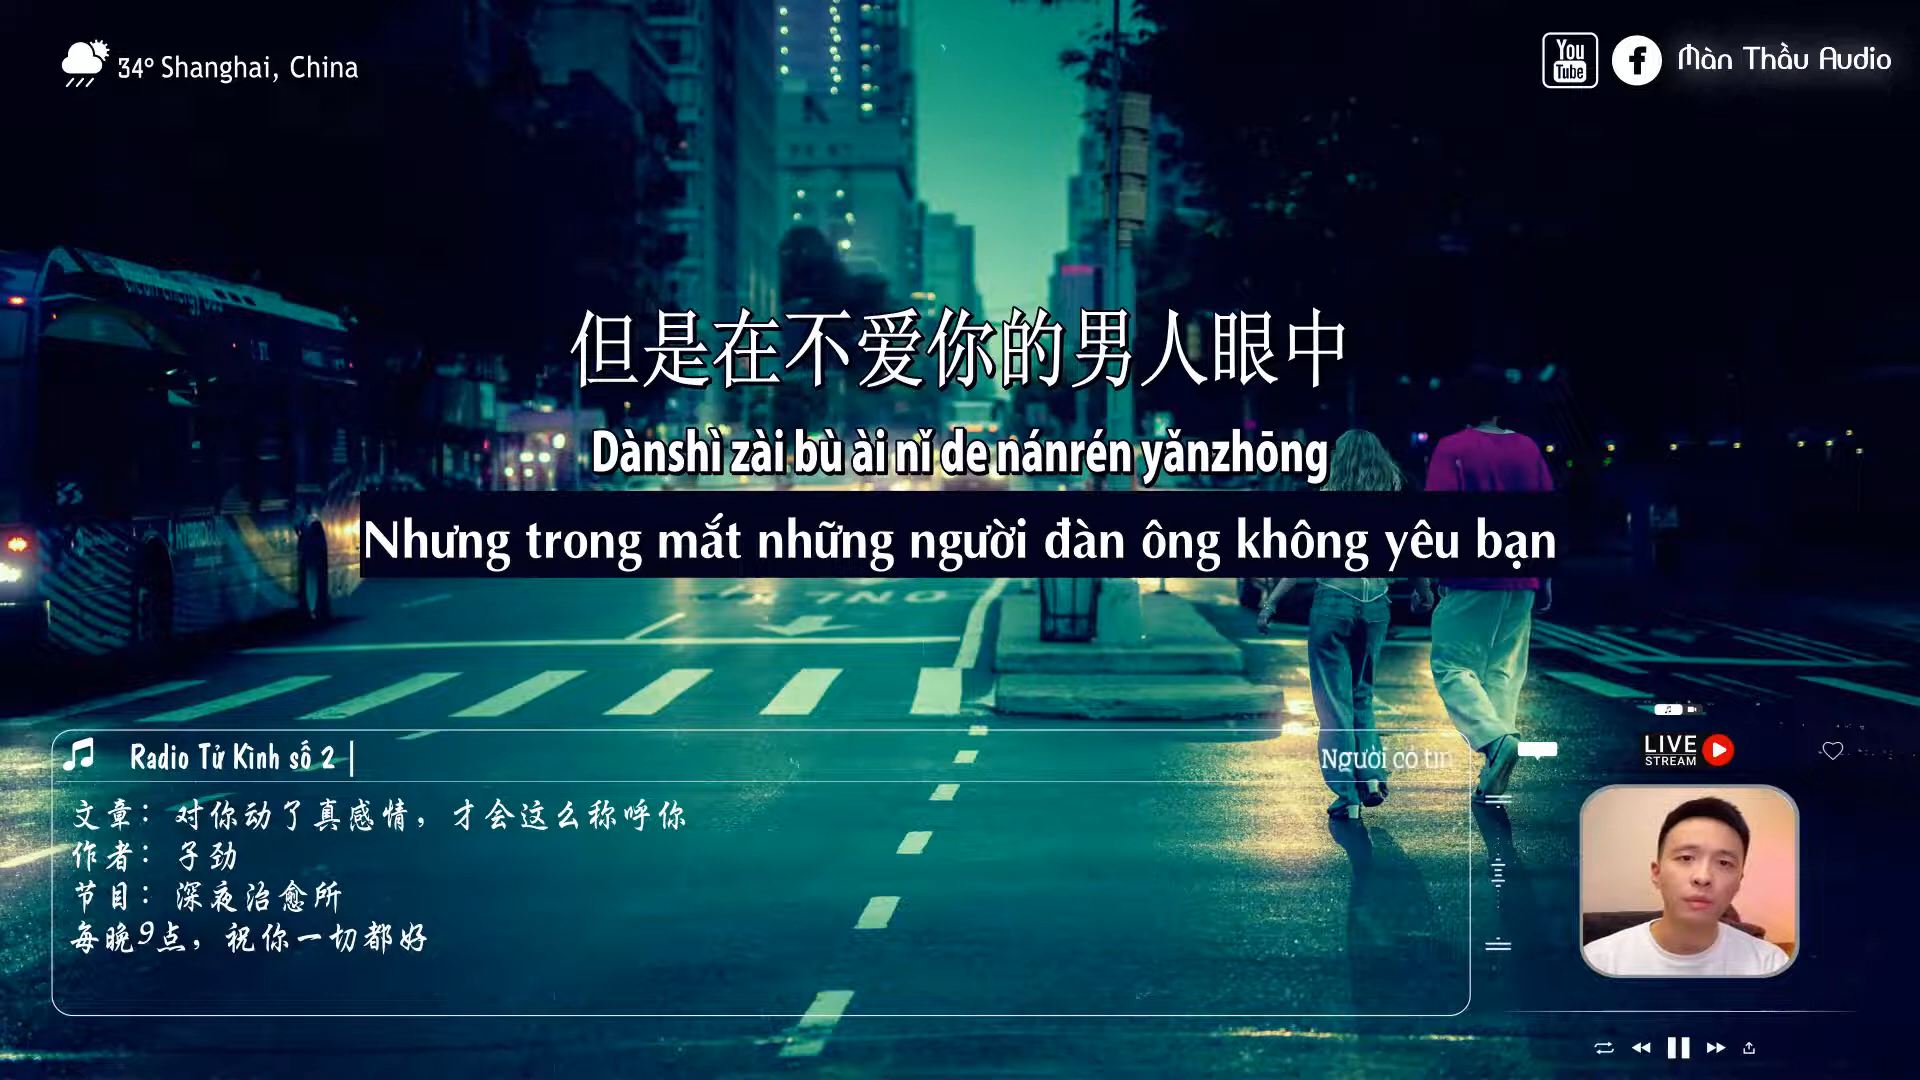 34° Shanghai, China
You
Tube
Màn Thầu Audio
但是在不爱你的男人眼中
Dànshì zài bù ài nǐ de nánrén yǎnzhōng
Nhưng trong mắt những người đàn ông không yêu bạn
ONLY
Radio Tử Kình số 2 |
Người có tin
LIVE
STREAM
文章：对你动了真感情，才会这么称呼你
作者：子劲
节目：深夜治愈所
每晚9点，祝你一切都好